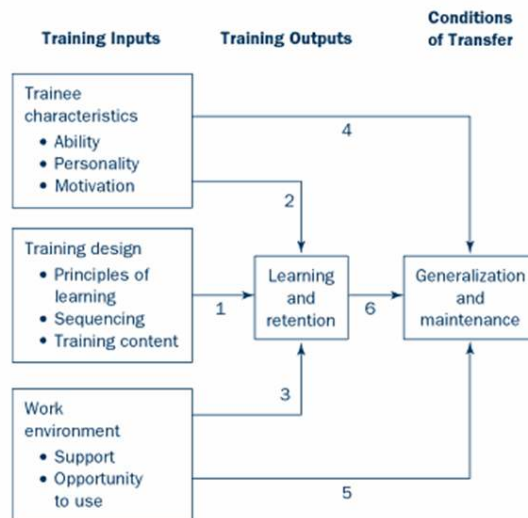 Training Inputs
Training Outputs
Conditions
of Transfer
Trainee
characteristics
• Ability
• Personality
• Motivation
4
2
Training design
• Principles of
learning
• Sequencing
• Training content
1
Learning
and
retention
6
Generalization
and
maintenance
3
Work
environment
• Support
• Opportunity
to use
5